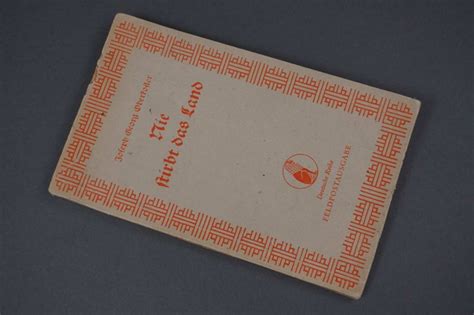 Joseph Georg Oberkofler
Nie
stirbt das Land
Deutsche Reihe
FELDPOSTAUSGABE